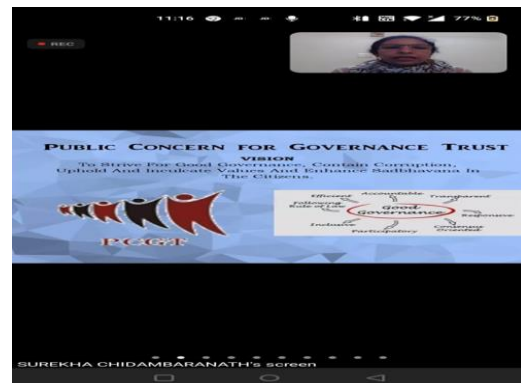 11:16
77%
REC
PUBLIC CONCERN FOR GOVERNANCE TRUST
VISION
To Strive For Good Governance, Contain Corruption,
Uphold And Inculcate Values And Enhance Sadbhavana In
The Citizens.
PCGT
Efficient
Accountable
Transparent
Following
Rule of Law
Good
Governance
Responsive
Inclusive
Participatory
Consensus
Oriented
SUREKHA CHIDAMBARANATH's screen